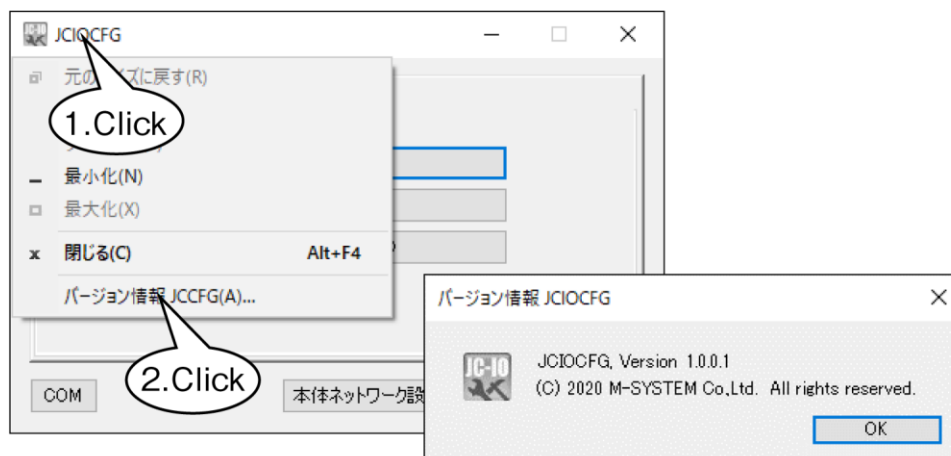 JCIOCFG
元の ズに戻す(R)
1.Click
最小化(N)
最大化(X)
閉じる(C) Alt+F4
バージョン情報 JCCFG(A)...
2.Click
COM
本体ネットワーク設
バージョン情報 JCIOCFG
JC-IO
JCIOCFG, Version 1.0.0.1
(C) 2020 M-SYSTEM Co,Ltd. All rights reserved.
OK